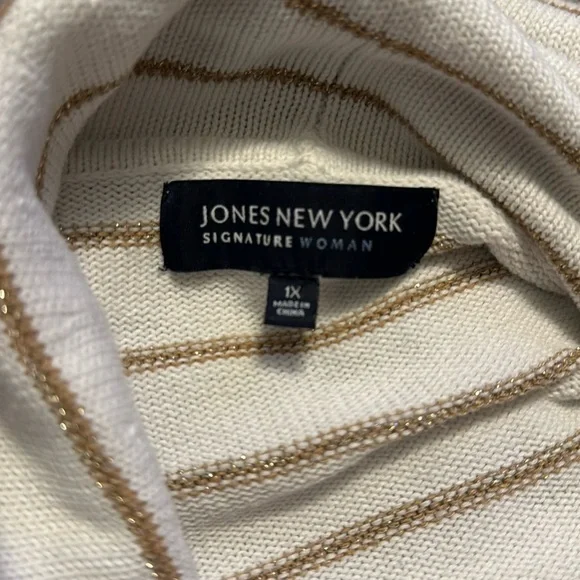 JONES NEW YORK
SIGNATURE WOMAN
1X
MADE IN
CHINA